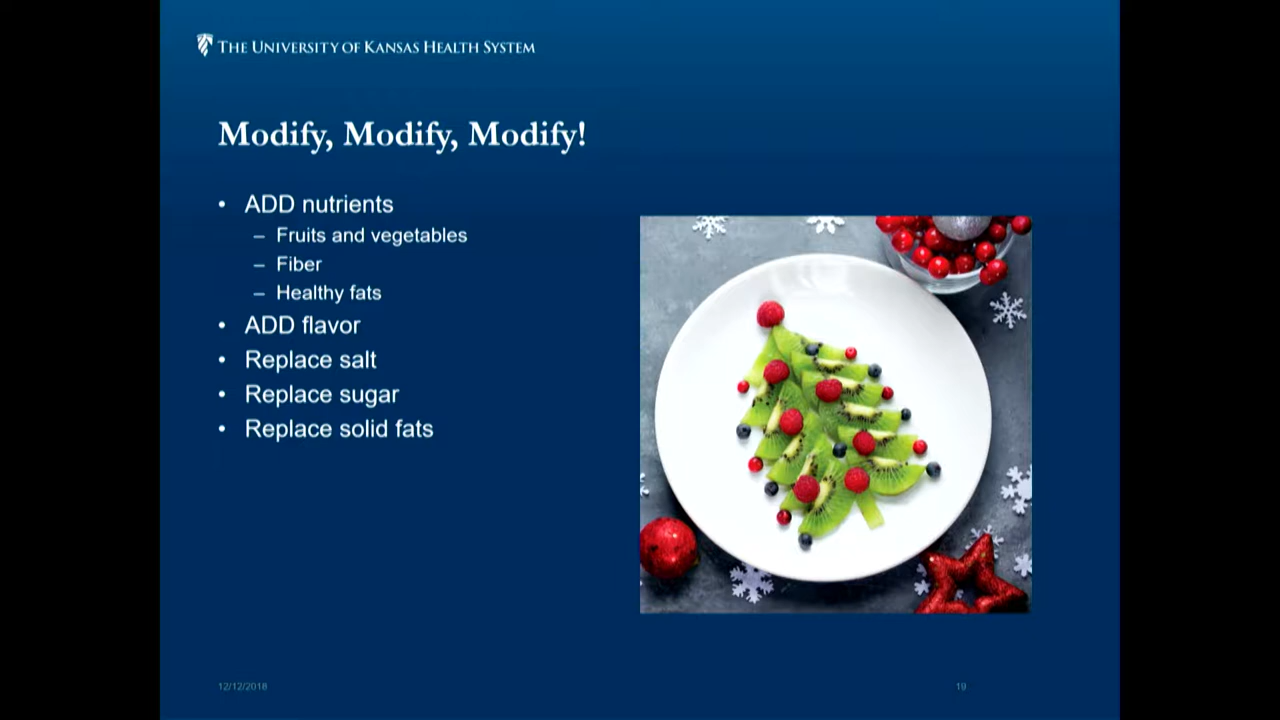 THE UNIVERSITY OF KANSAS HEALTH SYSTEM
Modify, Modify, Modify!
• ADD nutrients
– Fruits and vegetables
– Fiber
– Healthy fats
• ADD flavor
• Replace salt
• Replace sugar
• Replace solid fats
12/12/2018
19